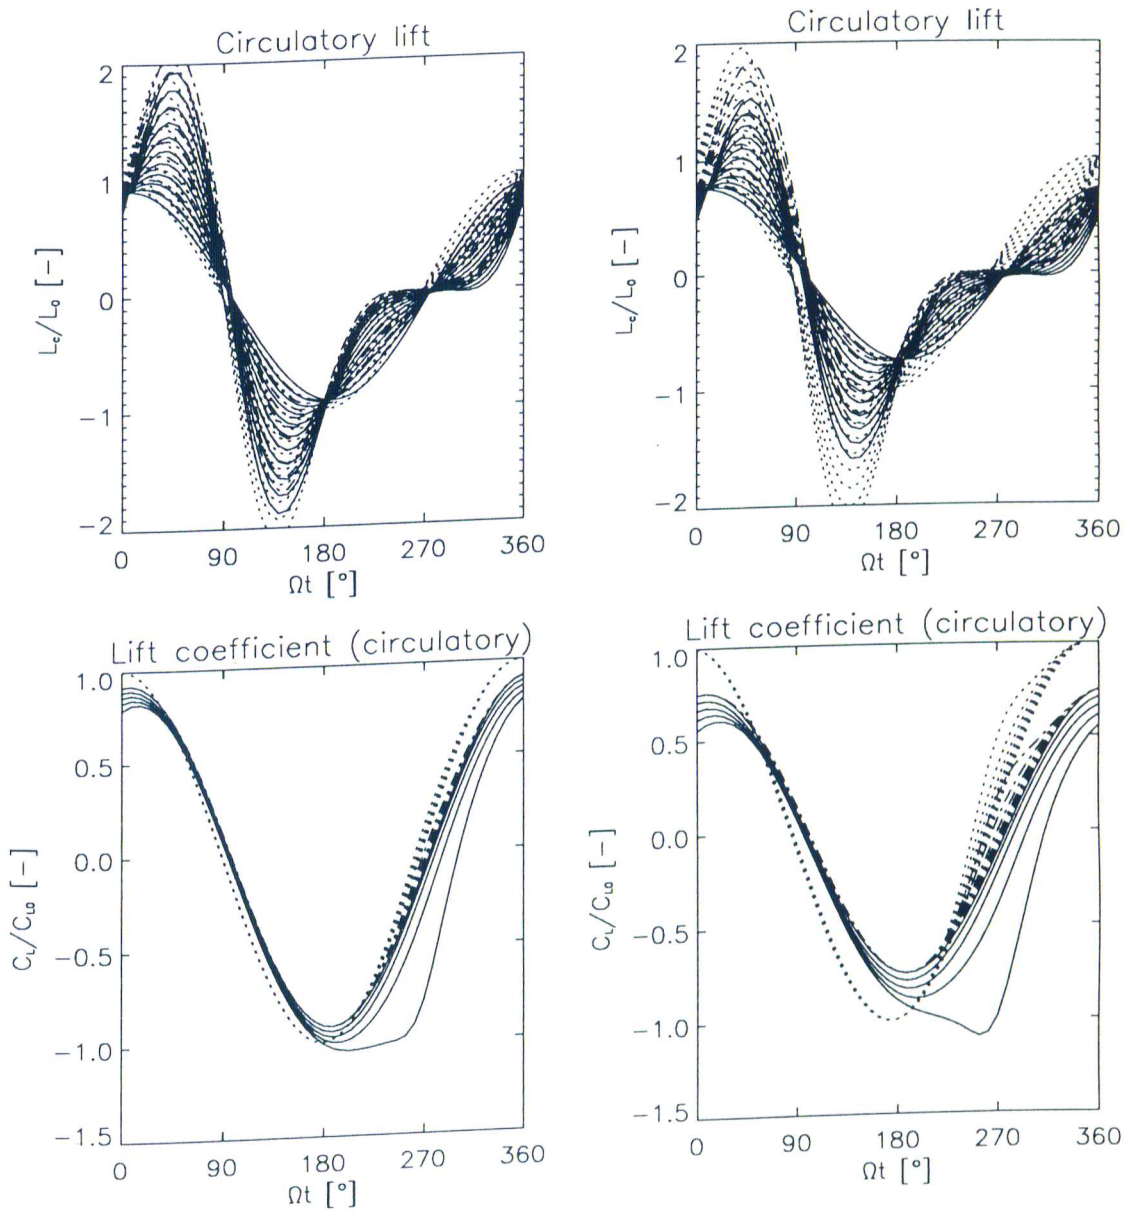 Circulatory lift
2
1
0
−1
−2
L_c/L_0 [−]
0 90 180 270 360
Ωt [°]
Circulatory lift
2
1
0
−1
−2
L_c/L_0 [−]
0 90 180 270 360
Ωt [°]
Lift coefficient (circulatory)
1.0
0.5
0.0
−0.5
−1.0
−1.5
C_L/C_L0 [−]
0 90 180 270 360
Ωt [°]
Lift coefficient (circulatory)
1.0
0.5
0.0
−0.5
−1.0
−1.5
C_L/C_L0 [−]
0 90 180 270 360
Ωt [°]